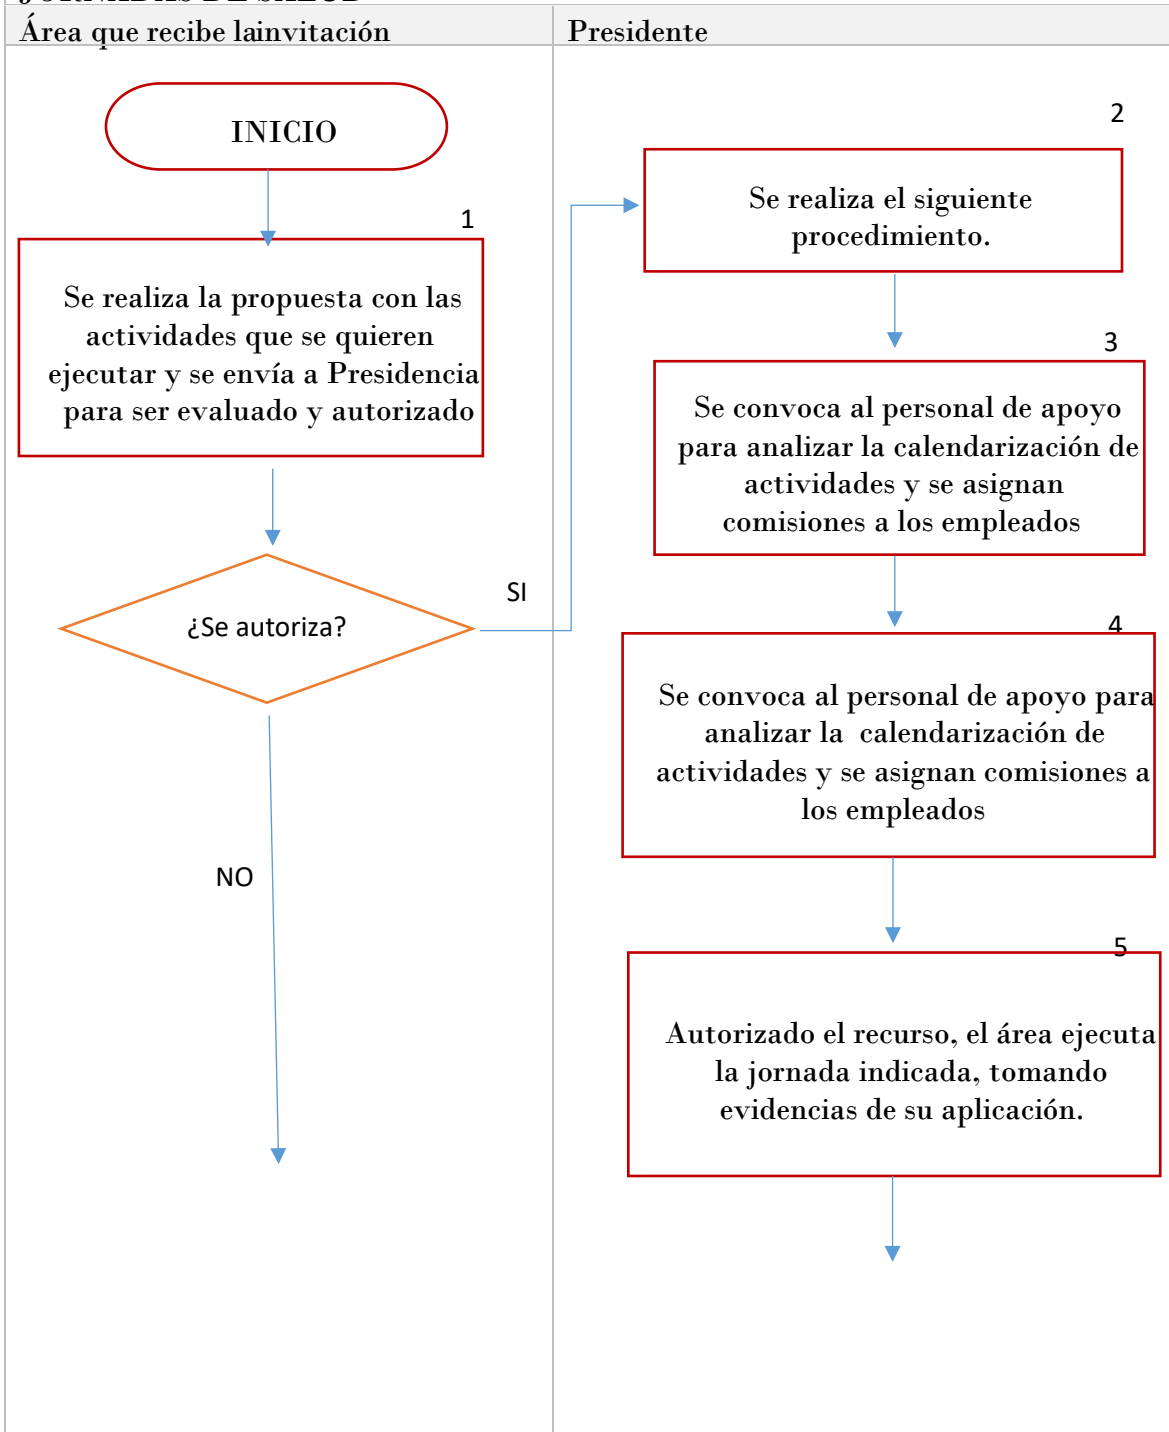 JORNADAS DE SALUD
Área que recibe lainvitación
Presidente
INICIO
1
Se realiza la propuesta con las
actividades que se quieren
ejecutar y se envía a Presidencia
para ser evaluado y autorizado
¿Se autoriza?
SI
NO
2
Se realiza el siguiente
procedimiento.
3
Se convoca al personal de apoyo
para analizar la calendarización de
actividades y se asignan
comisiones a los empleados
4
Se convoca al personal de apoyo para
analizar la  calendarización de
actividades y se asignan comisiones a
los empleados
5
Autorizado el recurso, el área ejecuta
la jornada indicada, tomando
evidencias de su aplicación.